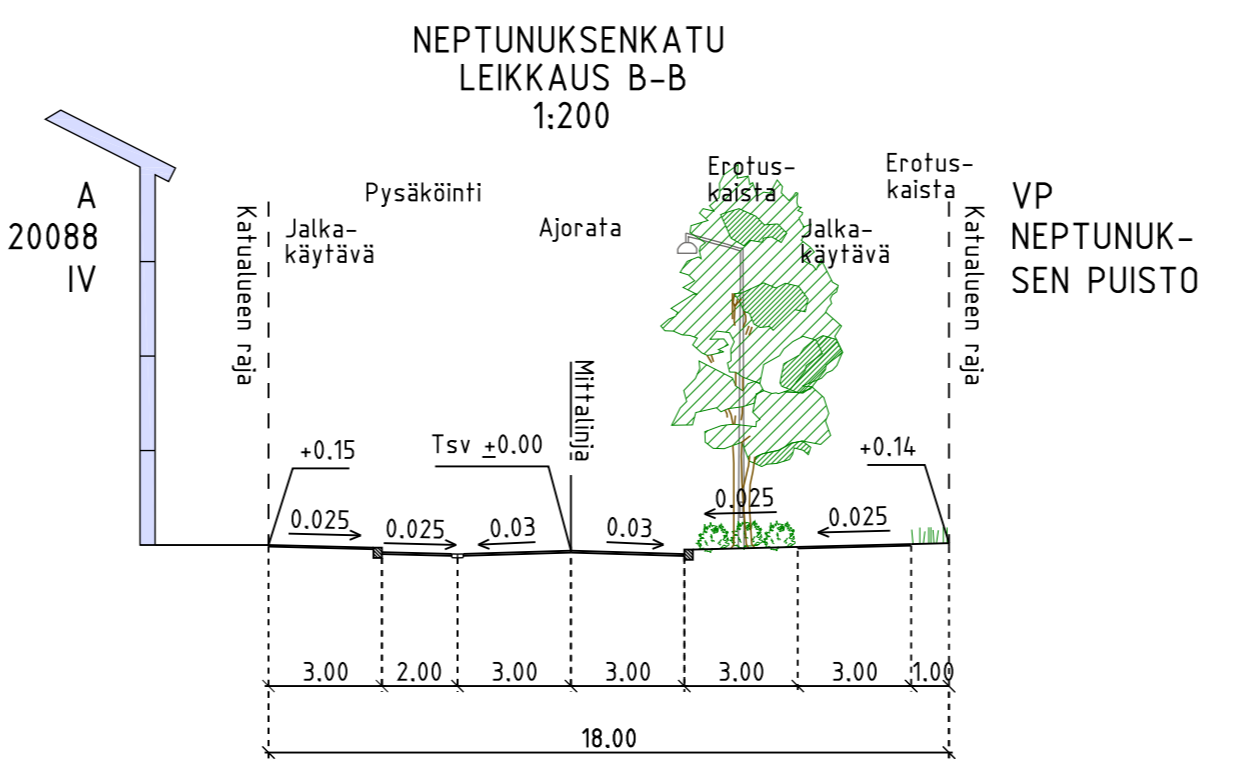 NEPTUNUKSENKATU
LEIKKAUS B-B
1:200
A
20088
IV
Katualueen raja
Jalka-
käytävä
Pysäköinti
Ajorata
Erotus-
kaista
Jalka-
käytävä
Erotus-
kaista
Katualueen raja
VP
NEPTUNUK-
SEN PUISTO
Mittalinja
+0.15
Tsv ±0.00
+0.14
0.025
0.025
0.03
0.03
0.025
0.025
3.00
2.00
3.00
3.00
3.00
3.00
1.00
18.00